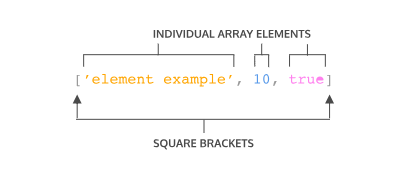 INDIVIDUAL ARRAY ELEMENTS
[’element example’, 10, true]
SQUARE BRACKETS